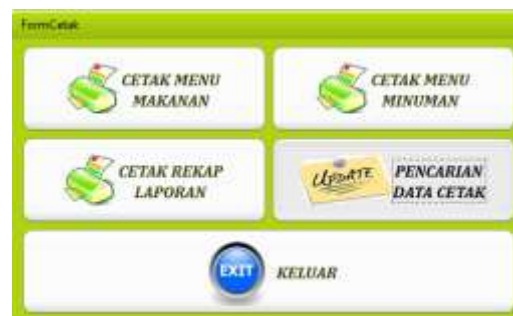 FormCetak
CETAK MENU
MAKANAN
CETAK MENU
MINUMAN
CETAK REKAP
LAPORAN
UPDATE
PENCARIAN
DATA CETAK
EXIT
KELUAR